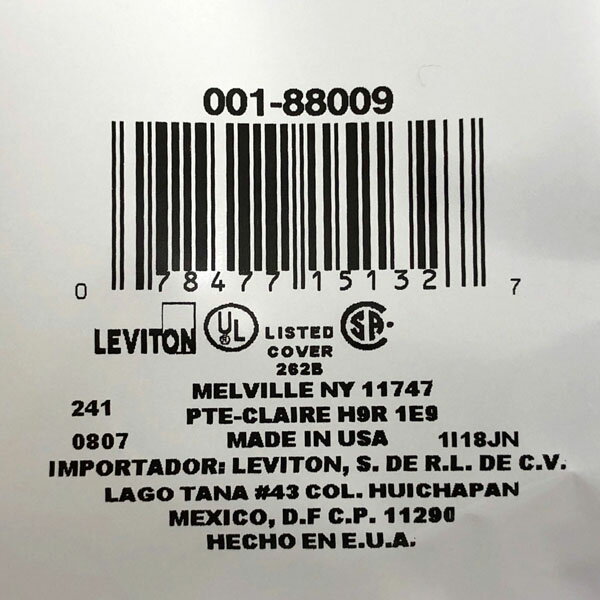 001-88009
0 78477 15132 7
LEVITON UL® LISTED SA
COVER
262B
MELVILLE NY 11747
241 PTE-CLAIRE H9R 1E9
0807 MADE IN USA 1I18JN
IMPORTADOR: LEVITON, S. DE R.L. DE C.V.
LAGO TANA #43 COL. HUICHAPAN
MEXICO, D.F C.P. 11290
HECHO EN E.U.A.